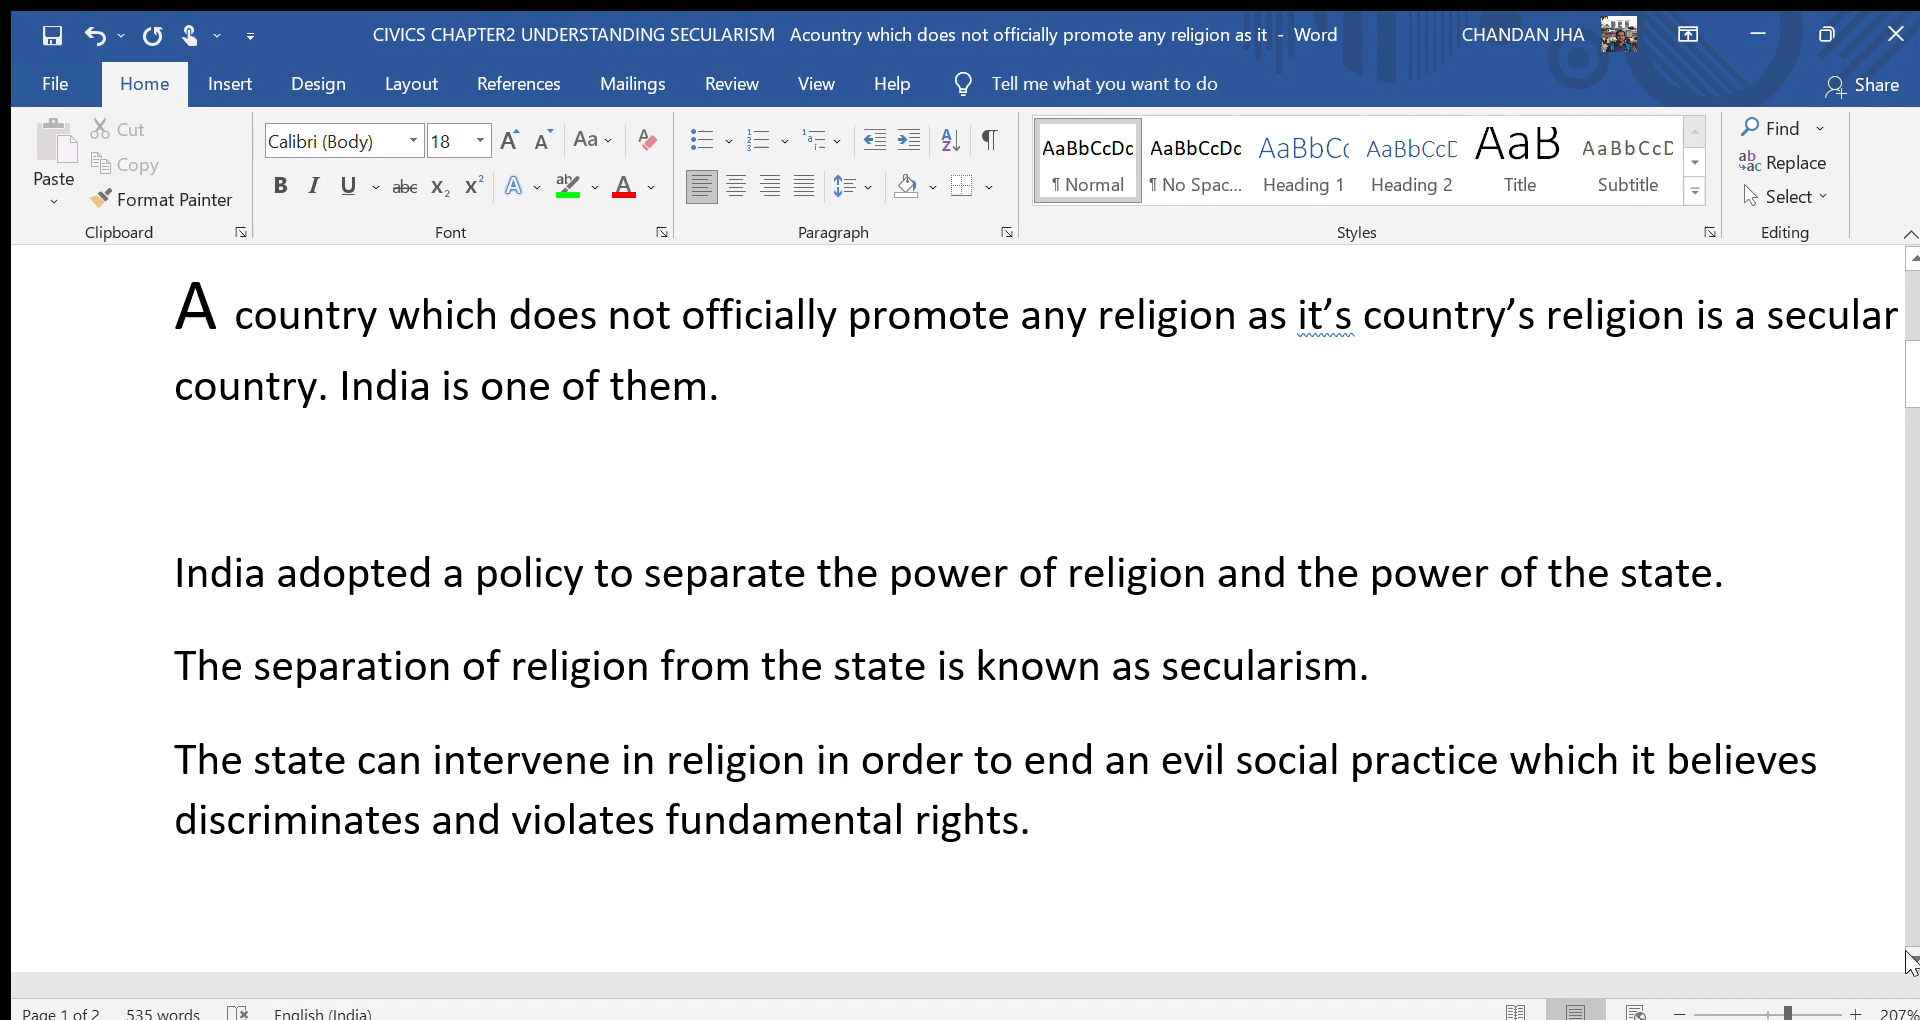 CIVICS CHAPTER2 UNDERSTANDING SECULARISM Acountry which does not officially promote any religion as it - Word
CHANDAN JHA
File Home Insert Design Layout References Mailings Review View Help Tell me what you want to do Share
Paste
Cut
Copy
Format Painter
Clipboard
Calibri (Body) 18 A A Aa A
B I U abc x2 x2 A ab A
Font
Paragraph
AaBbCcDc AaBbCcDc AaBbCc AaBbCcD AaB AaBbCcD
¶ Normal ¶ No Spac... Heading 1 Heading 2 Title Subtitle
Styles
Find
Replace
Select
Editing
A country which does not officially promote any religion as it’s country’s religion is a secular
country. India is one of them.
India adopted a policy to separate the power of religion and the power of the state.
The separation of religion from the state is known as secularism.
The state can intervene in religion in order to end an evil social practice which it believes
discriminates and violates fundamental rights.
Page 1 of 2 535 words English (India) 207%